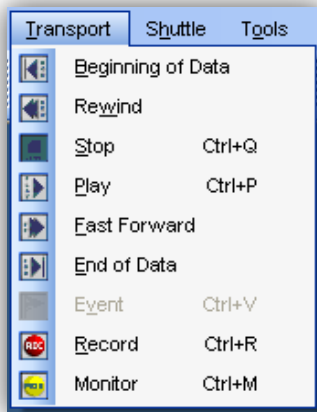 Transport Shuttle Tools
Beginning of Data
Rewind
Stop Ctrl+Q
Play Ctrl+P
Fast Forward
End of Data
Event Ctrl+V
REC Record Ctrl+R
Monitor Ctrl+M